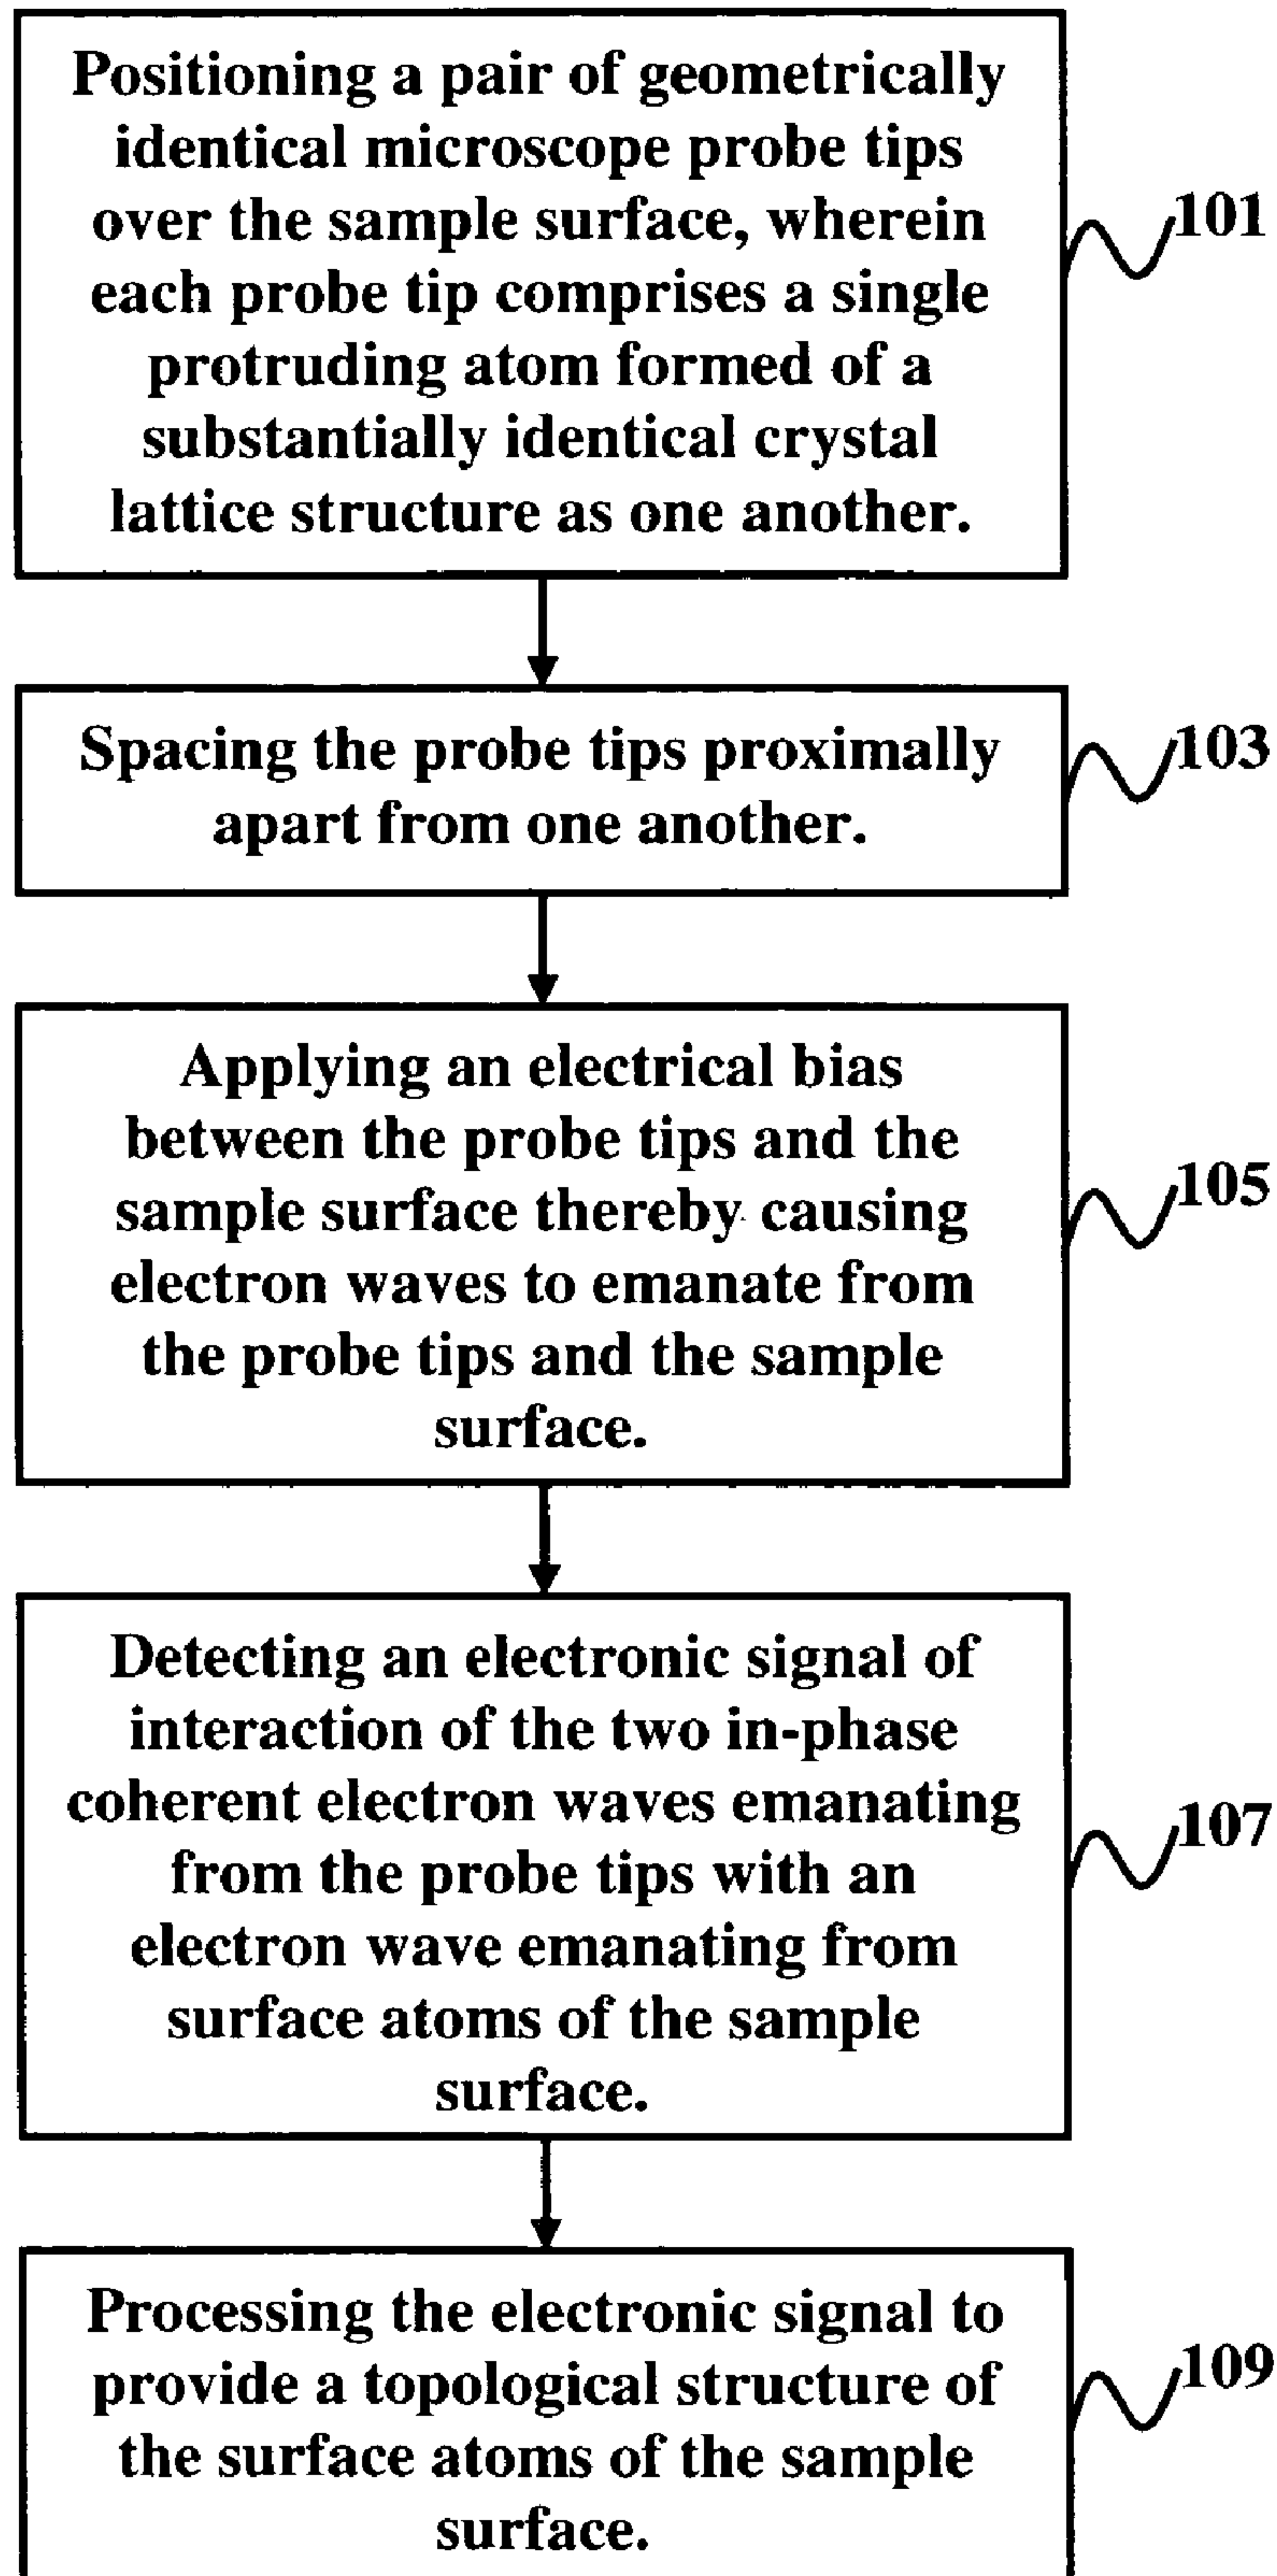 Positioning a pair of geometrically
identical microscope probe tips
over the sample surface, wherein
each probe tip comprises a single
protruding atom formed of a
substantially identical crystal
lattice structure as one another.
101
Spacing the probe tips proximally
apart from one another.
103
Applying an electrical bias
between the probe tips and the
sample surface thereby causing
electron waves to emanate from
the probe tips and the sample
surface.
105
Detecting an electronic signal of
interaction of the two in-phase
coherent electron waves emanating
from the probe tips with an
electron wave emanating from
surface atoms of the sample
surface.
107
Processing the electronic signal to
provide a topological structure of
the surface atoms of the sample
surface.
109